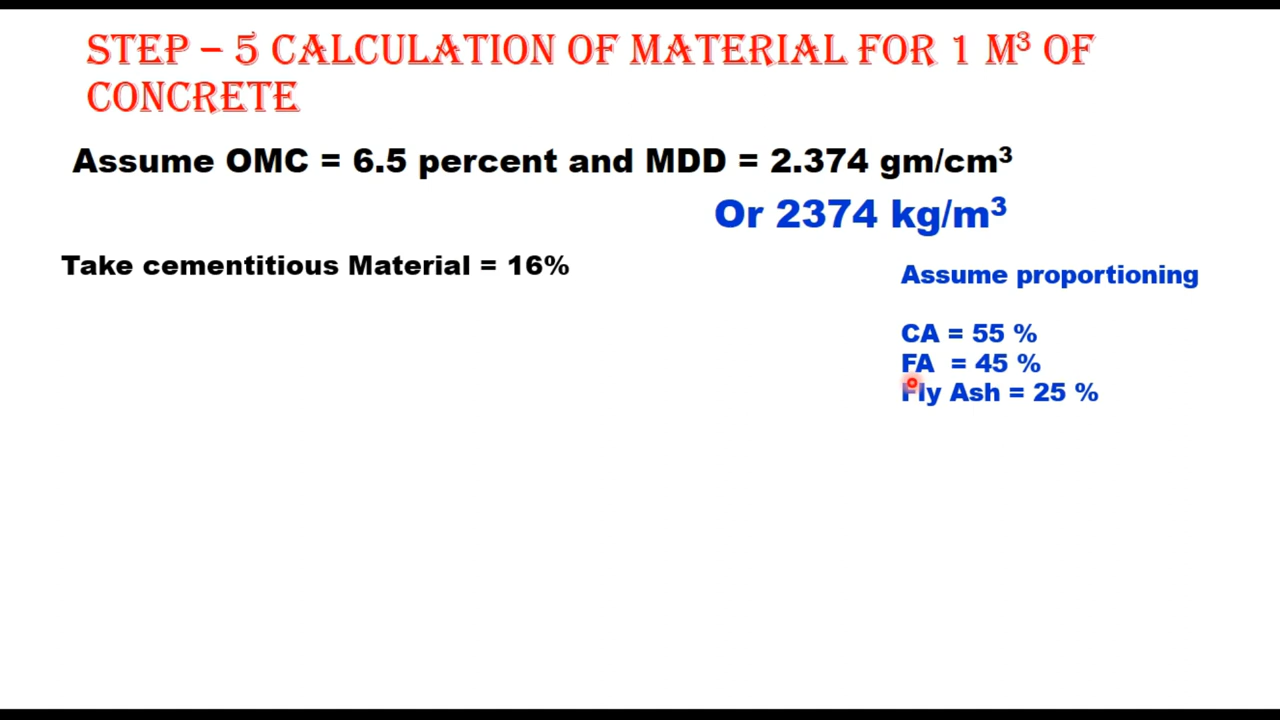 STEP – 5 CALCULATION OF MATERIAL FOR 1 M³ OF
CONCRETE
Assume OMC = 6.5 percent and MDD = 2.374 gm/cm³
Or 2374 kg/m³
Take cementitious Material = 16%
Assume proportioning
CA = 55 %
FA = 45 %
Fly Ash = 25 %